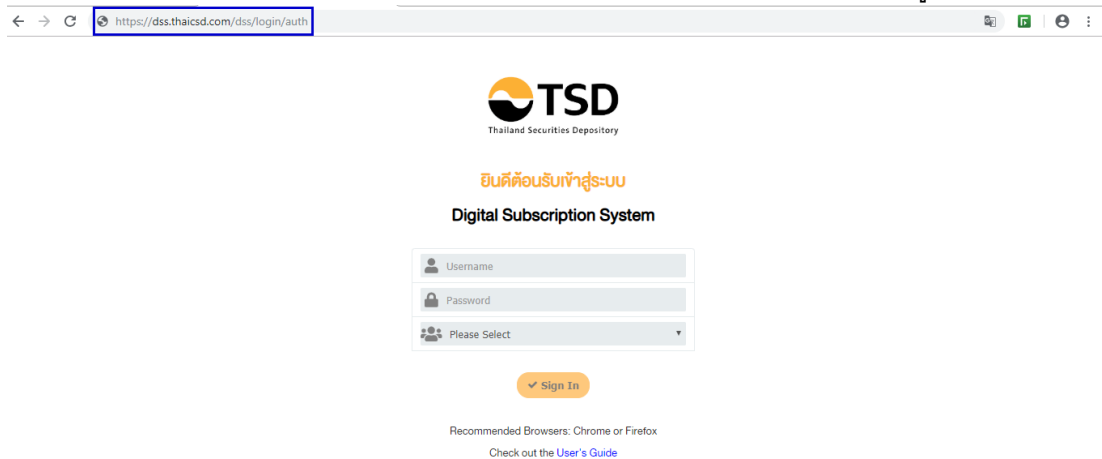 https://dss.thaicsd.com/dss/login/auth
TSD
Thailand Securities Depository
ยินดีต้อนรับเข้าสู่ระบบ
Digital Subscription System
Username
Password
Please Select
Sign In
Recommended Browsers: Chrome or Firefox
Check out the User's Guide